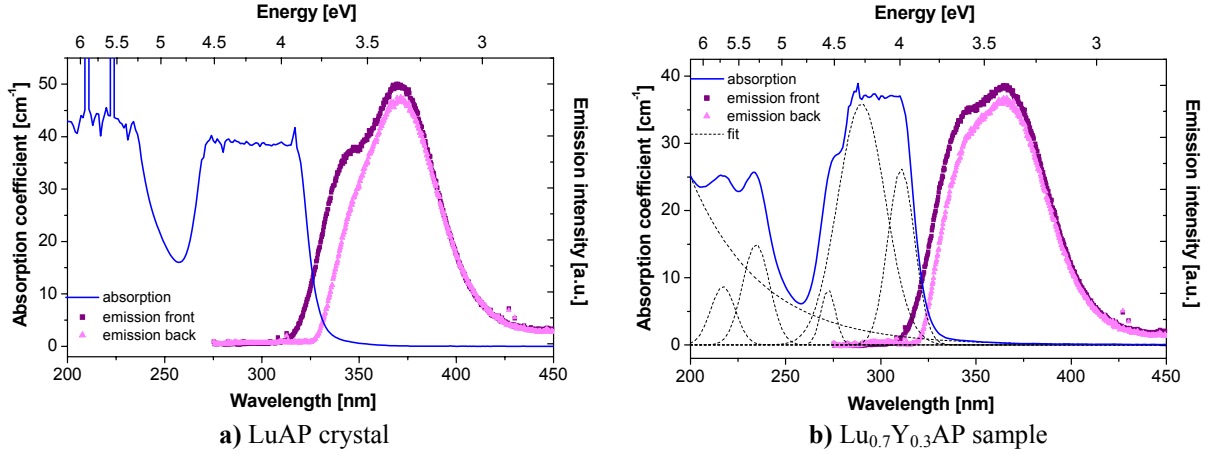 Energy [eV]
6 5.5 5 4.5 4 3.5 3
Absorption coefficient [cm⁻¹]
50
40
30
20
10
0
absorption
emission front
emission back
Emission intensity [a.u.]
200 250 300 350 400 450
Wavelength [nm]
a) LuAP crystal
Energy [eV]
6 5.5 5 4.5 4 3.5 3
Absorption coefficient [cm⁻¹]
40
30
20
10
0
absorption
emission front
emission back
fit
Emission intensity [a.u.]
200 250 300 350 400 450
Wavelength [nm]
b) Lu₀.₇Y₀.₃AP sample